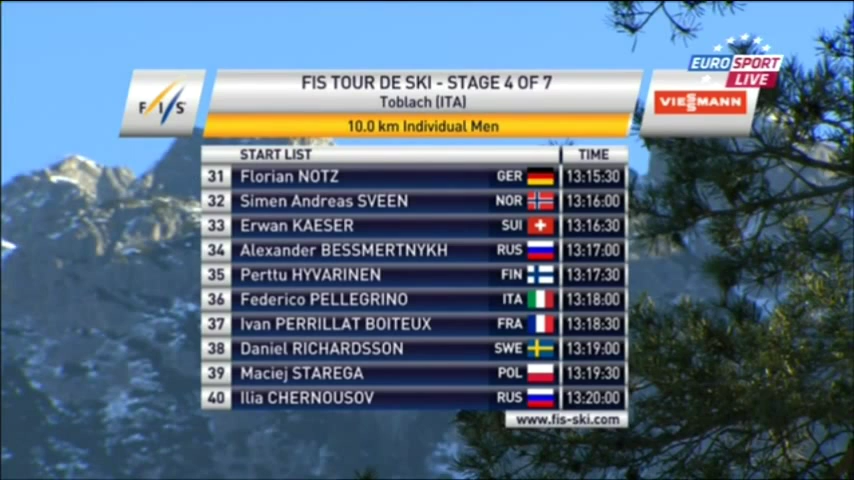 EUROSPORT
LIVE
FIS
FIS TOUR DE SKI - STAGE 4 OF 7
Toblach (ITA)
10.0 km Individual Men
VIESSMANN
START LIST TIME
31 Florian NOTZ GER 13:15:30
32 Simen Andreas SVEEN NOR 13:16:00
33 Erwan KAESER SUI 13:16:30
34 Alexander BESSMERTNYKH RUS 13:17:00
35 Perttu HYVARINEN FIN 13:17:30
36 Federico PELLEGRINO ITA 13:18:00
37 Ivan PERRILLAT BOITEUX FRA 13:18:30
38 Daniel RICHARDSSON SWE 13:19:00
39 Maciej STAREGA POL 13:19:30
40 Ilia CHERNOUSOV RUS 13:20:00
www.fis-ski.com